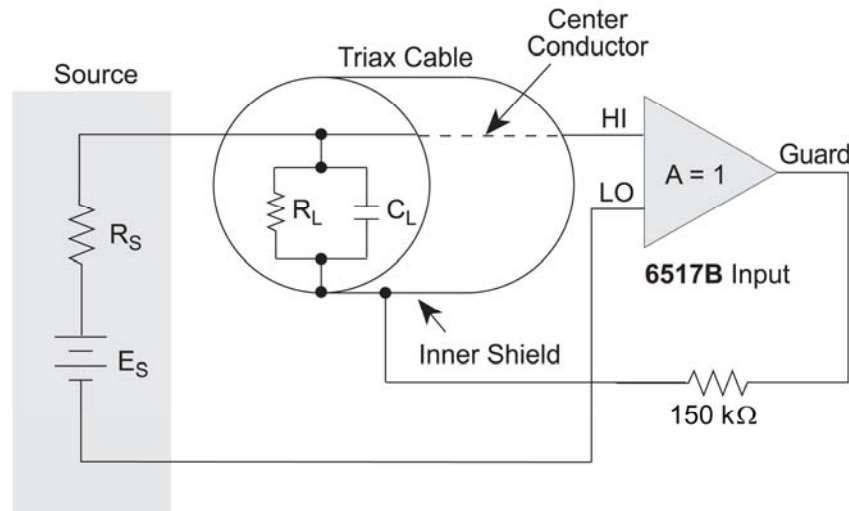 Center
Conductor
Triax Cable
Source
HI
Guard
A = 1
LO
R_L
C_L
R_S
6517B Input
Inner Shield
E_S
150 kΩ